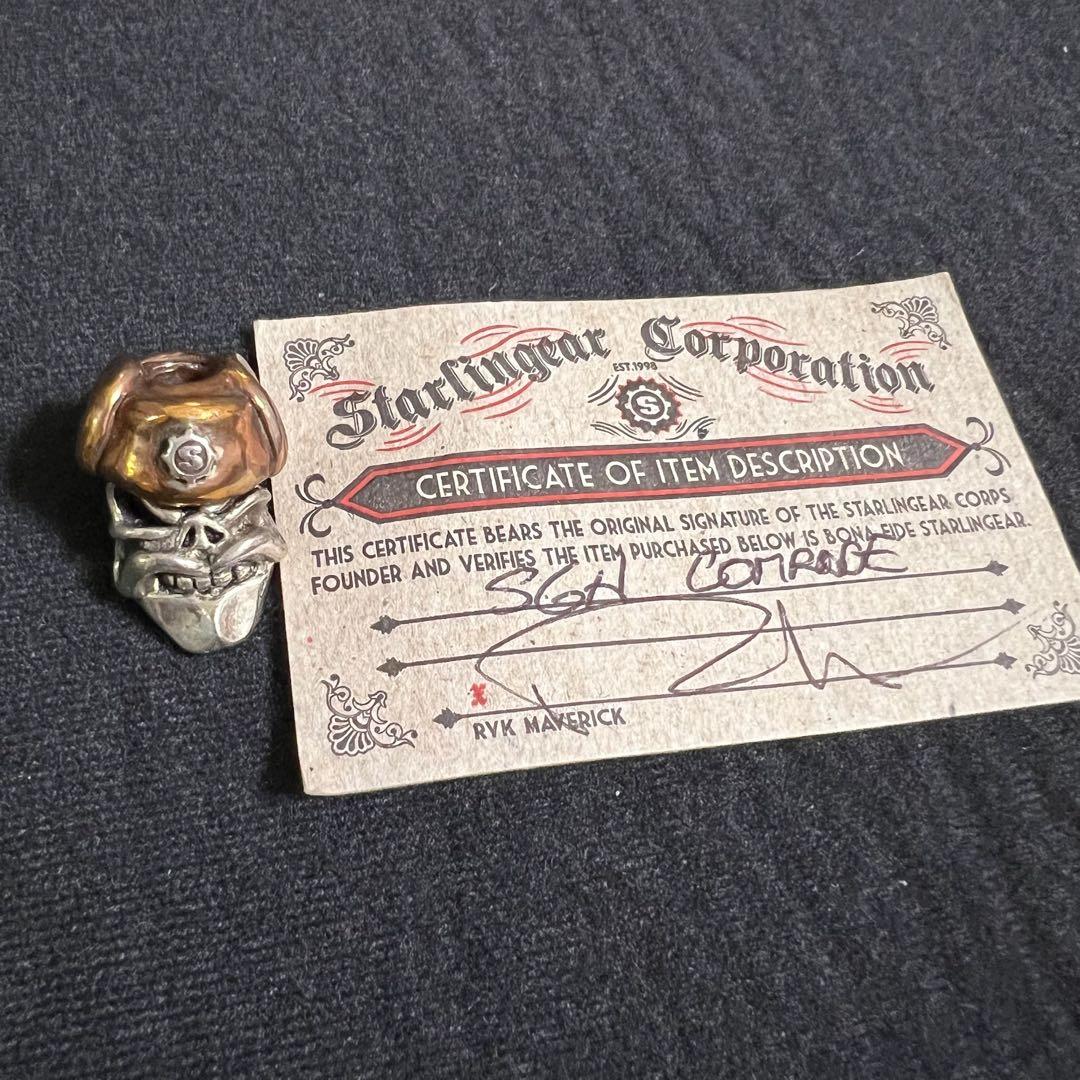 Starlingear Corporation
EST.1998
S
CERTIFICATE OF ITEM DESCRIPTION
THIS CERTIFICATE BEARS THE ORIGINAL SIGNATURE OF THE STARLINGEAR CORPS
FOUNDER AND VERIFIES THE ITEM PURCHASED BELOW IS BONA FIDE STARLINGEAR.
SGH COMRADE
X
RYK MAVERICK
S